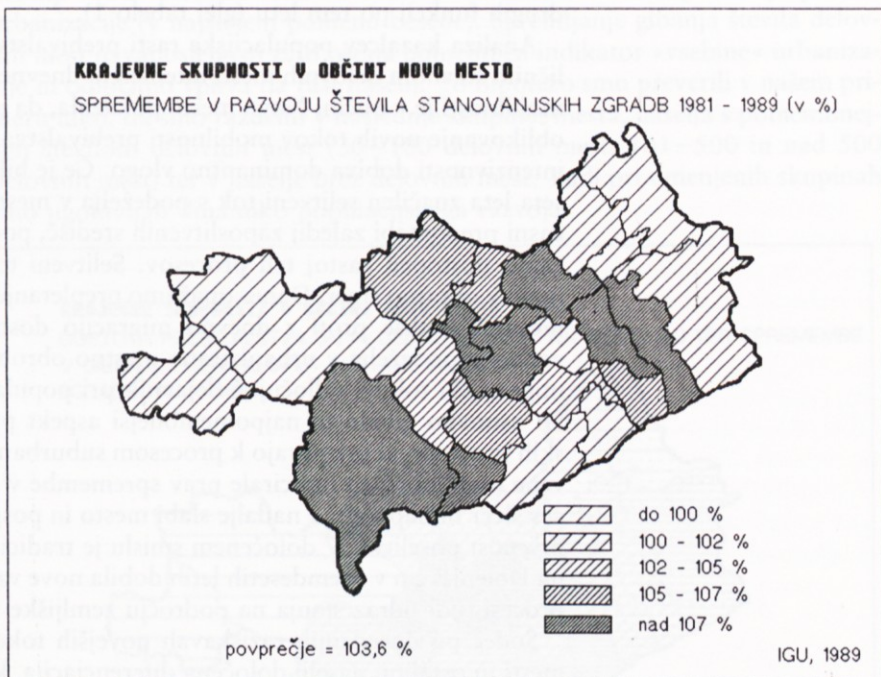 KRAJEVNE SKUPNOSTI V OBČINI NOVO MESTO
SPREMEMBE V RAZVOJU ŠTEVILA STANOVANJSKIH ZGRADB 1981 - 1989 (v %)
do 100 %
100 - 102 %
102 - 105 %
105 - 107 %
nad 107 %
povprečje = 103,6 %
IGU, 1989